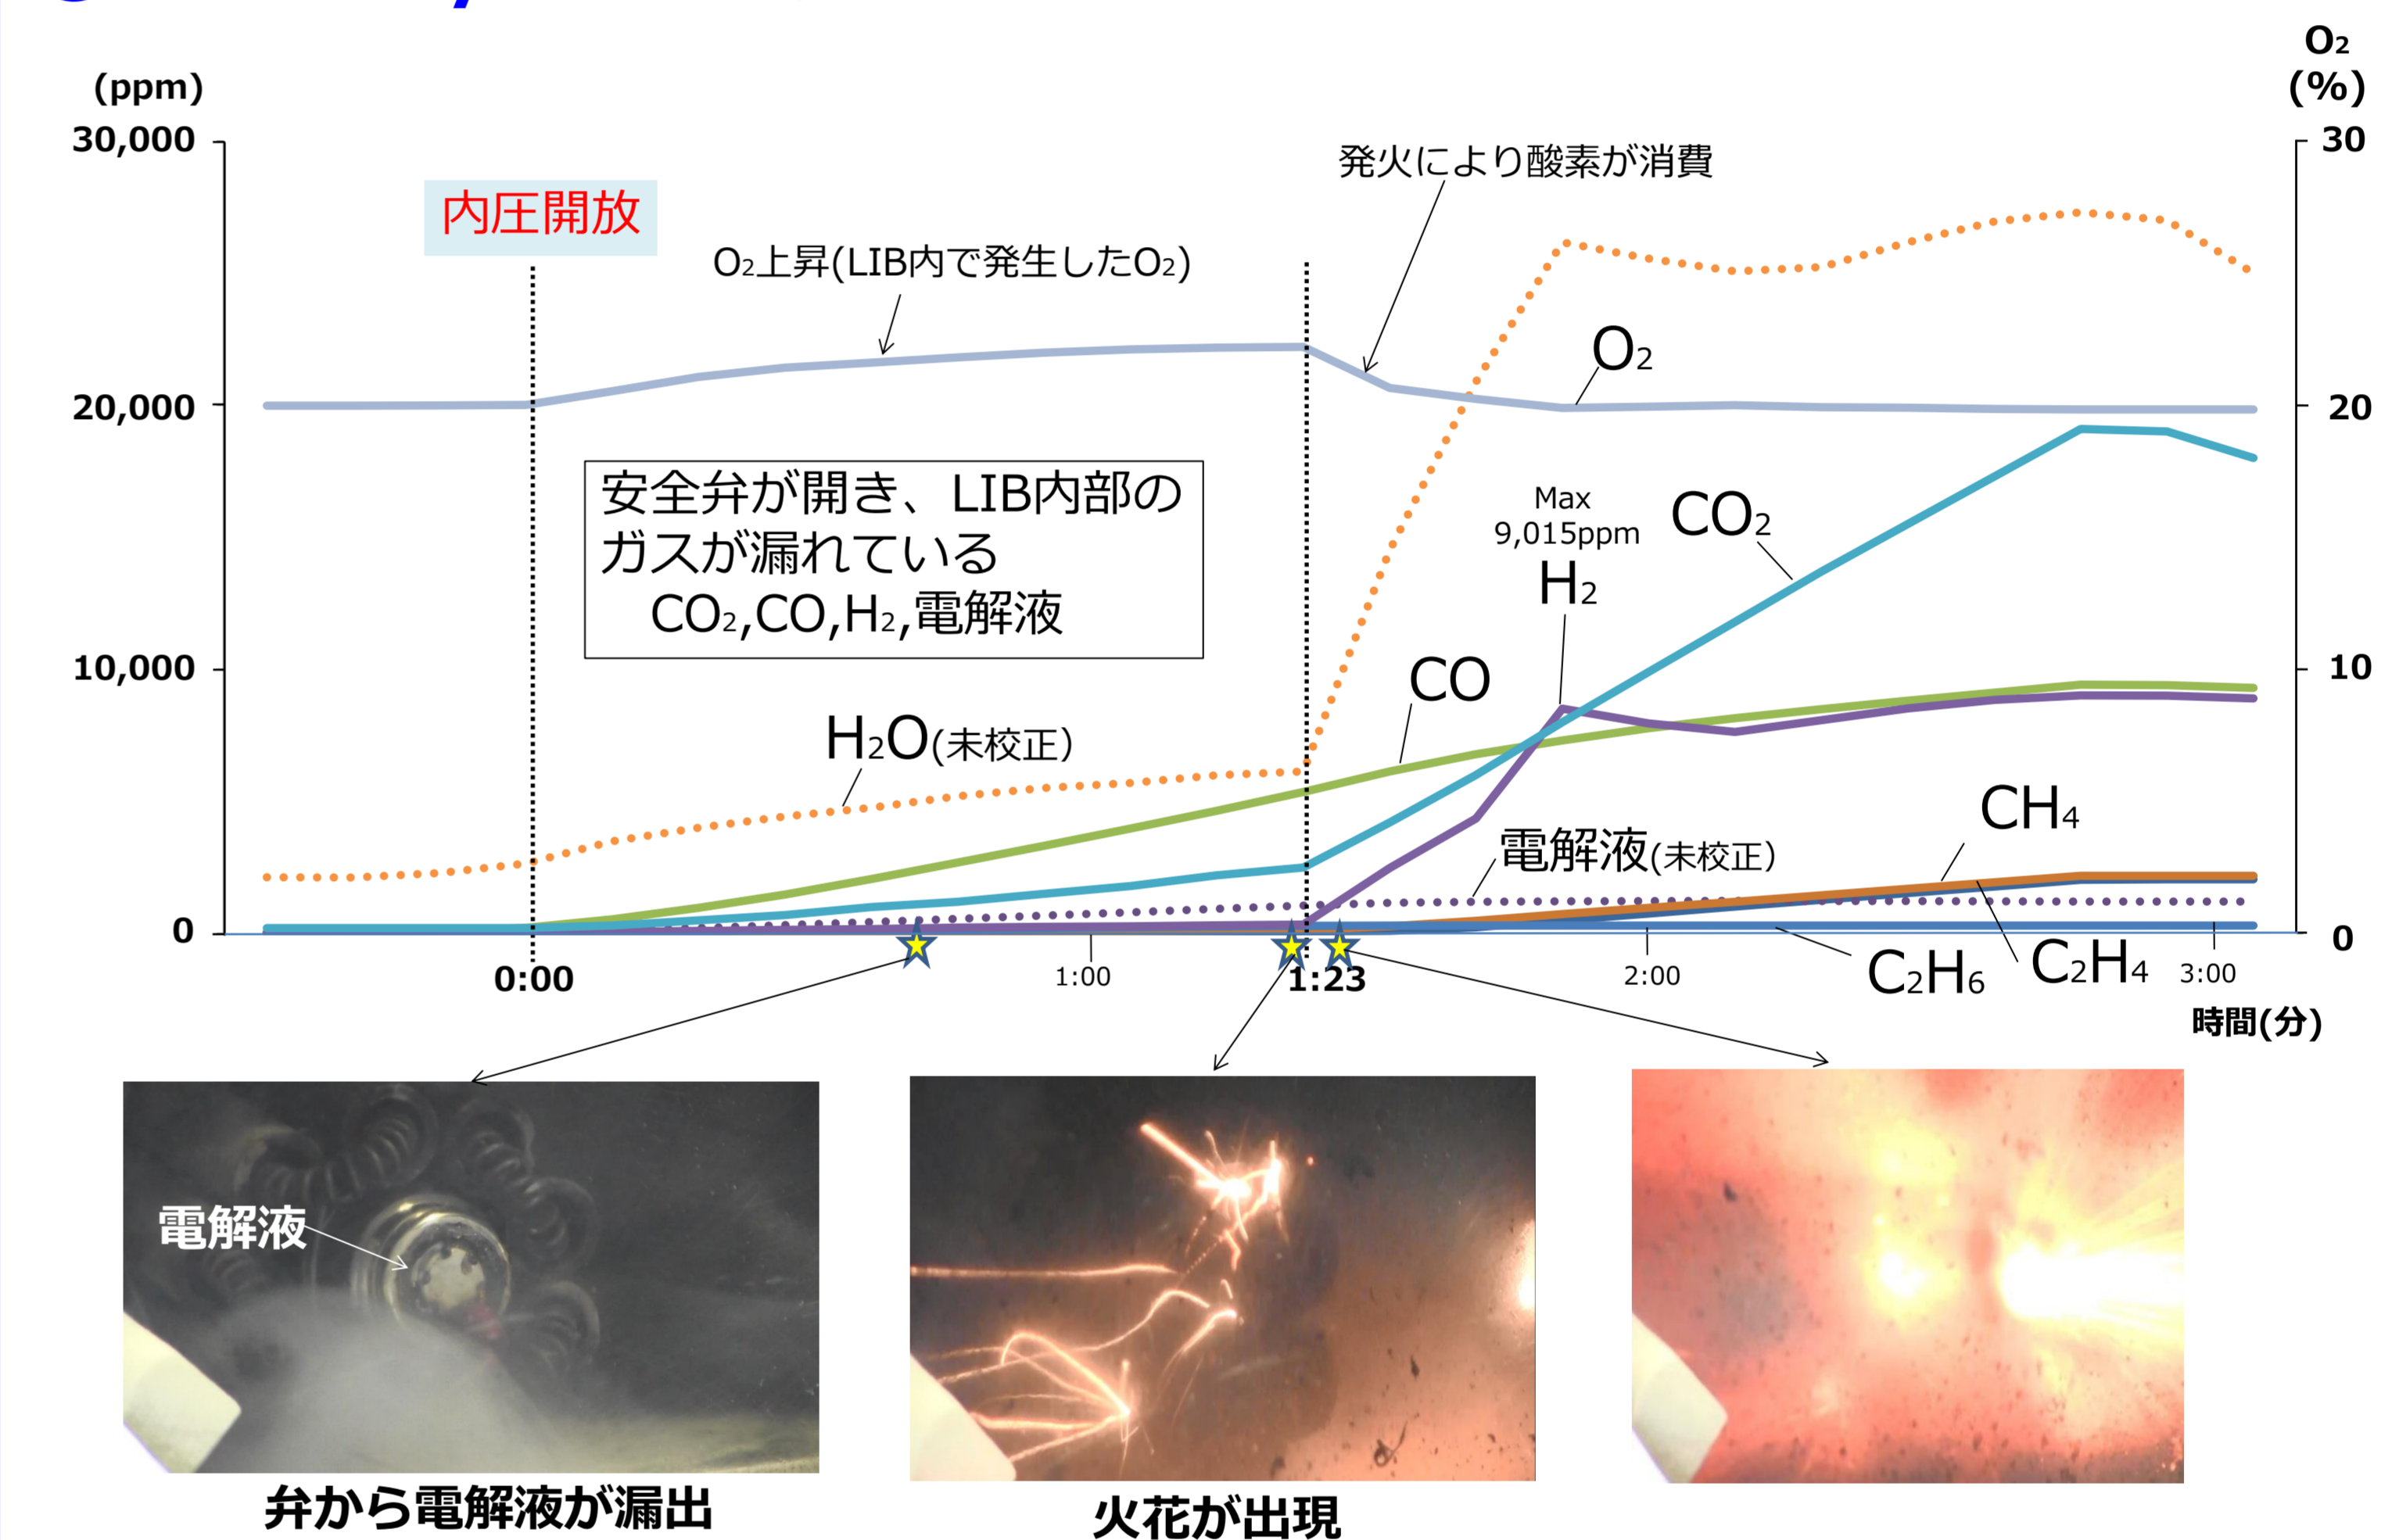 (ppm)
O₂
(%)
30,000
30
発火により酸素が消費
内圧開放
O₂上昇(LIB内で発生したO₂)
O₂
20,000
20
安全弁が開き、LIB内部の
ガスが漏れている
CO₂,CO,H₂,電解液
Max
9,015ppm
H₂
CO₂
10,000
10
CO
H₂O(未校正)
CH₄
電解液(未校正)
0
0
C₂H₆
C₂H₄
0:00
1:00
1:23
2:00
3:00
時間(分)
電解液
弁から電解液が漏出
火花が出現